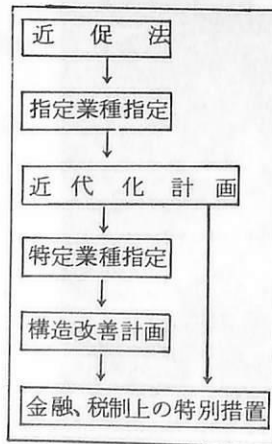 近促法
指定業種指定
近代化計画
特定業種指定
構造改善計画
金融、税制上の特別措置